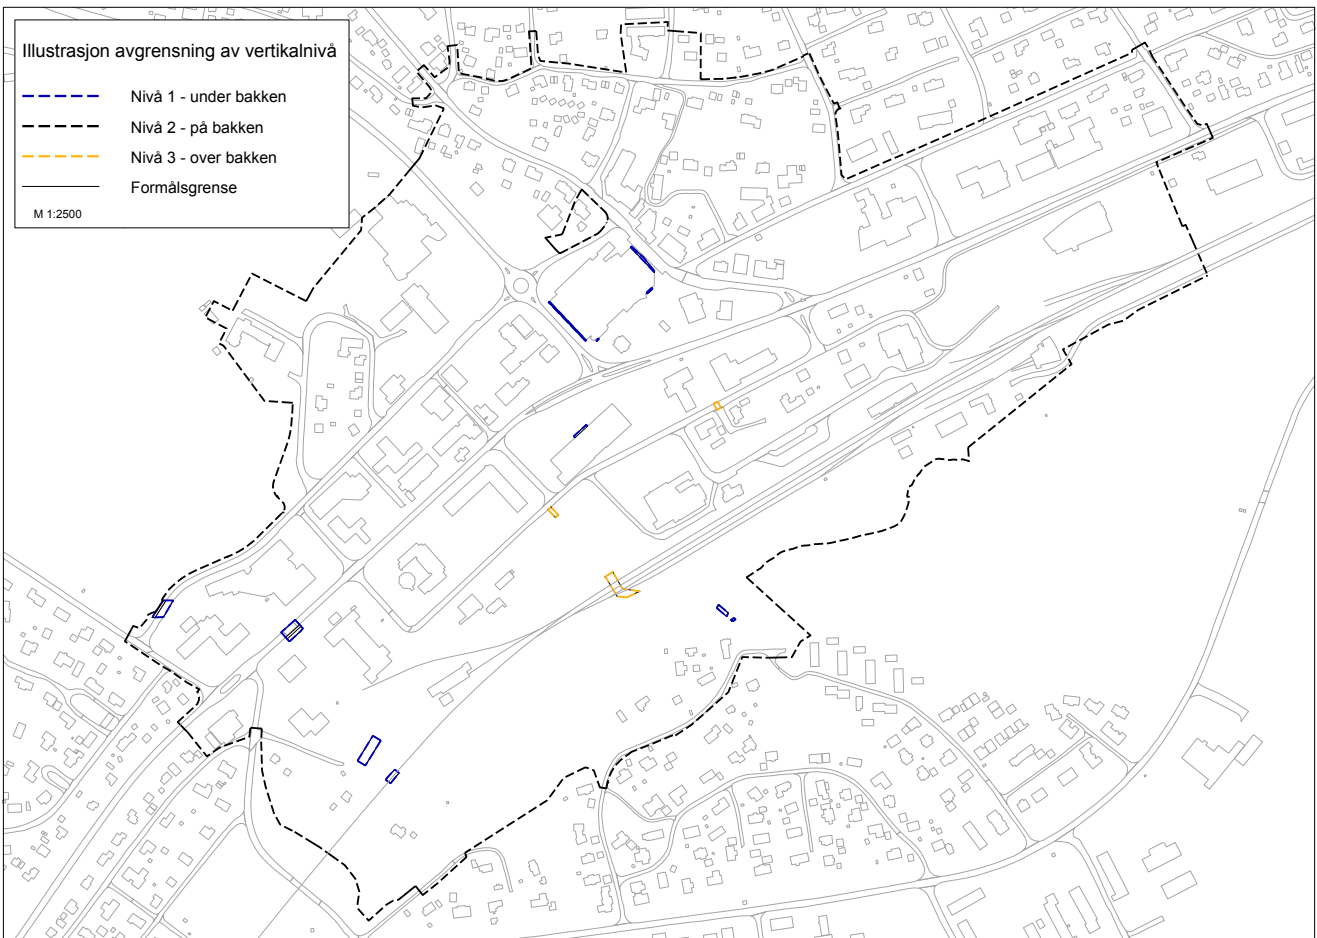 Illustrasjon avgrensning av vertikalnivå
Nivå 1 - under bakken
Nivå 2 - på bakken
Nivå 3 - over bakken
Formålsgrense
M 1:2500